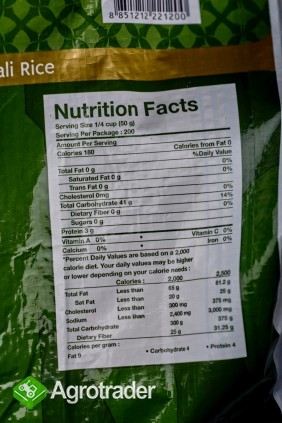 8 851212 221200
ali Rice
Nutrition Facts
Serving Size 1/4 cup (50 g)
Serving Per Package : 200
Amount Per Serving
Calories 180 Calories from Fat 0
% Daily Value
Total Fat 0 g 0%
Saturated Fat 0 g 0%
Trans Fat 0 g
Cholesterol 0mg 0%
Total Carbohydrate 41 g 14%
Dietary Fiber 0 g 0%
Sugars 0 g
Protein 3 g
Vitamin A 0% • Vitamin C 0%
Calcium 0% • Iron 0%
*Percent Daily Values are based on a 2,000
calorie diet. Your daily values may be higher
or lower depending on your calorie needs :
Calories : 2,000 2,500
Total Fat Less than 65 g 81.2 g
Sat Fat Less than 20 g 25 g
Cholesterol Less than 300 mg 375 mg
Sodium Less than 2,400 mg 3,000 mg
Total Carbohydrate 300 g 375 g
Dietary Fiber 25 g 31.25 g
Calories per gram :
Fat 9 • Carbohydrate 4 • Protein 4
Agrotrader